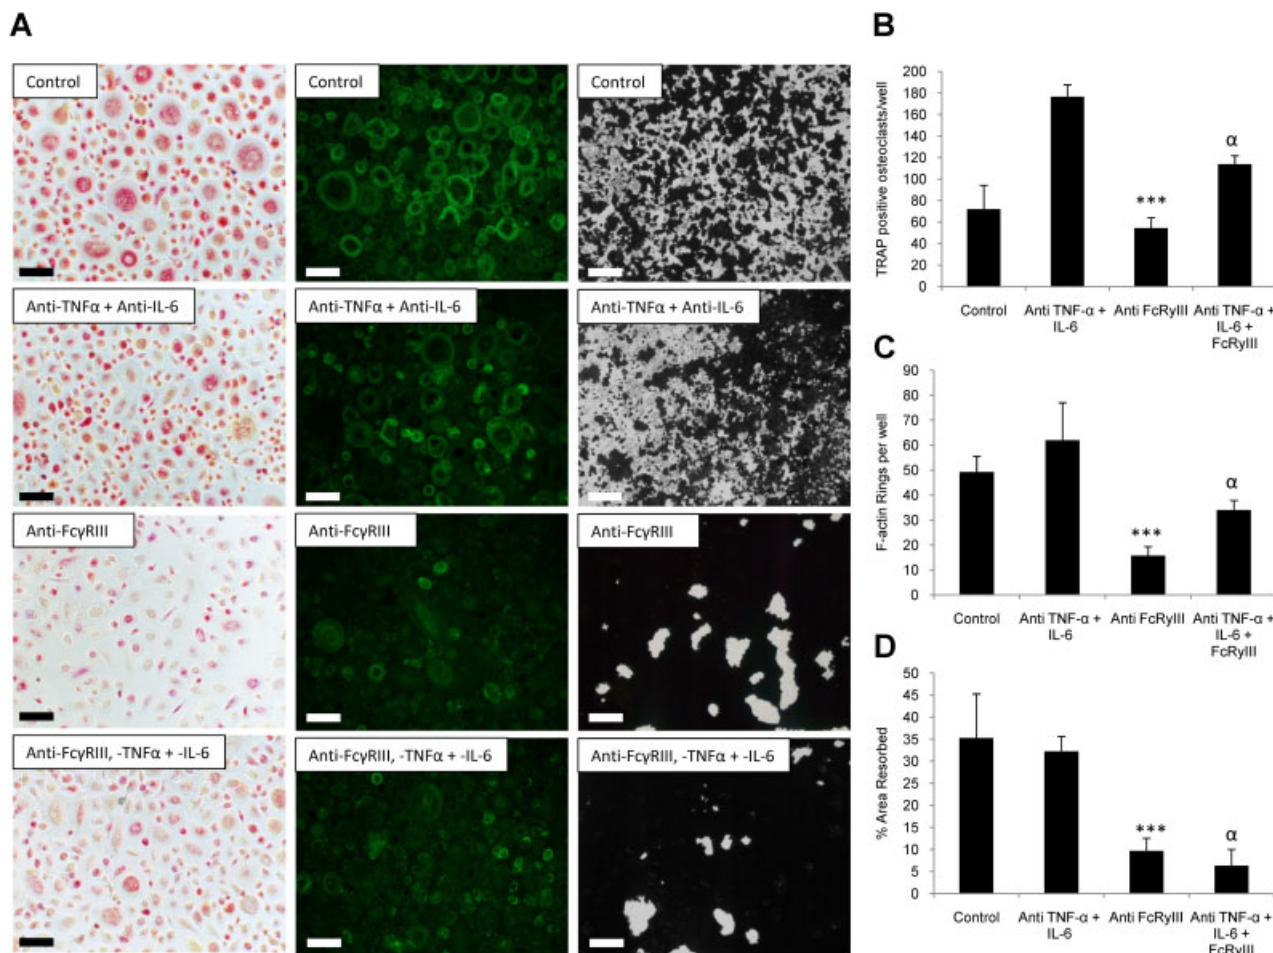 A
Control
Control
Control
Anti-TNFα + Anti-IL-6
Anti-TNFα + Anti-IL-6
Anti-TNFα + Anti-IL-6
Anti-FcγRIII
Anti-FcγRIII
Anti-FcγRIII
Anti-FcγRIII, -TNFα + -IL-6
Anti-FcγRIII, -TNFα + -IL-6
Anti-FcγRIII, -TNFα + -IL-6
B
TRAP positive osteoclasts/well
200
180
160
140
120
100
80
60
40
20
0
***
α
Control
Anti TNF-α +
IL-6
Anti FcRyIII
Anti TNF-α +
IL-6 +
FcRyIII
C
F-actin Rings per well
90
80
70
60
50
40
30
20
10
0
***
α
Control
Anti TNF-α +
IL-6
Anti FcRyIII
Anti TNF-α +
IL-6 +
FcRyIII
D
% Area Resorbed
50
45
40
35
30
25
20
15
10
5
0
***
α
Control
Anti TNF-α +
IL-6
Anti FcRyIII
Anti TNF-α +
IL-6 +
FcRyIII